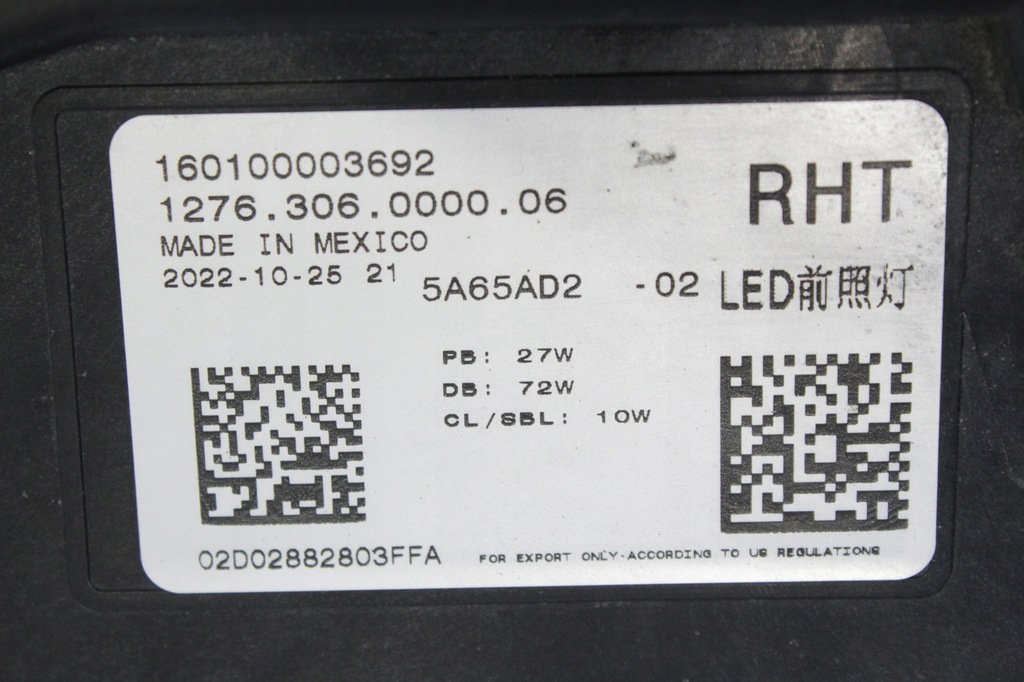 160100003692
RHT
1276.306.0000.06
MADE IN MEXICO
2022-10-25 21
5A65AD2 -02 LED前照灯
PB: 27W
DB: 72W
CL/SBL: 10W
02D02882803FFA
FOR EXPORT ONLY-ACCORDING TO US REGULATIONS